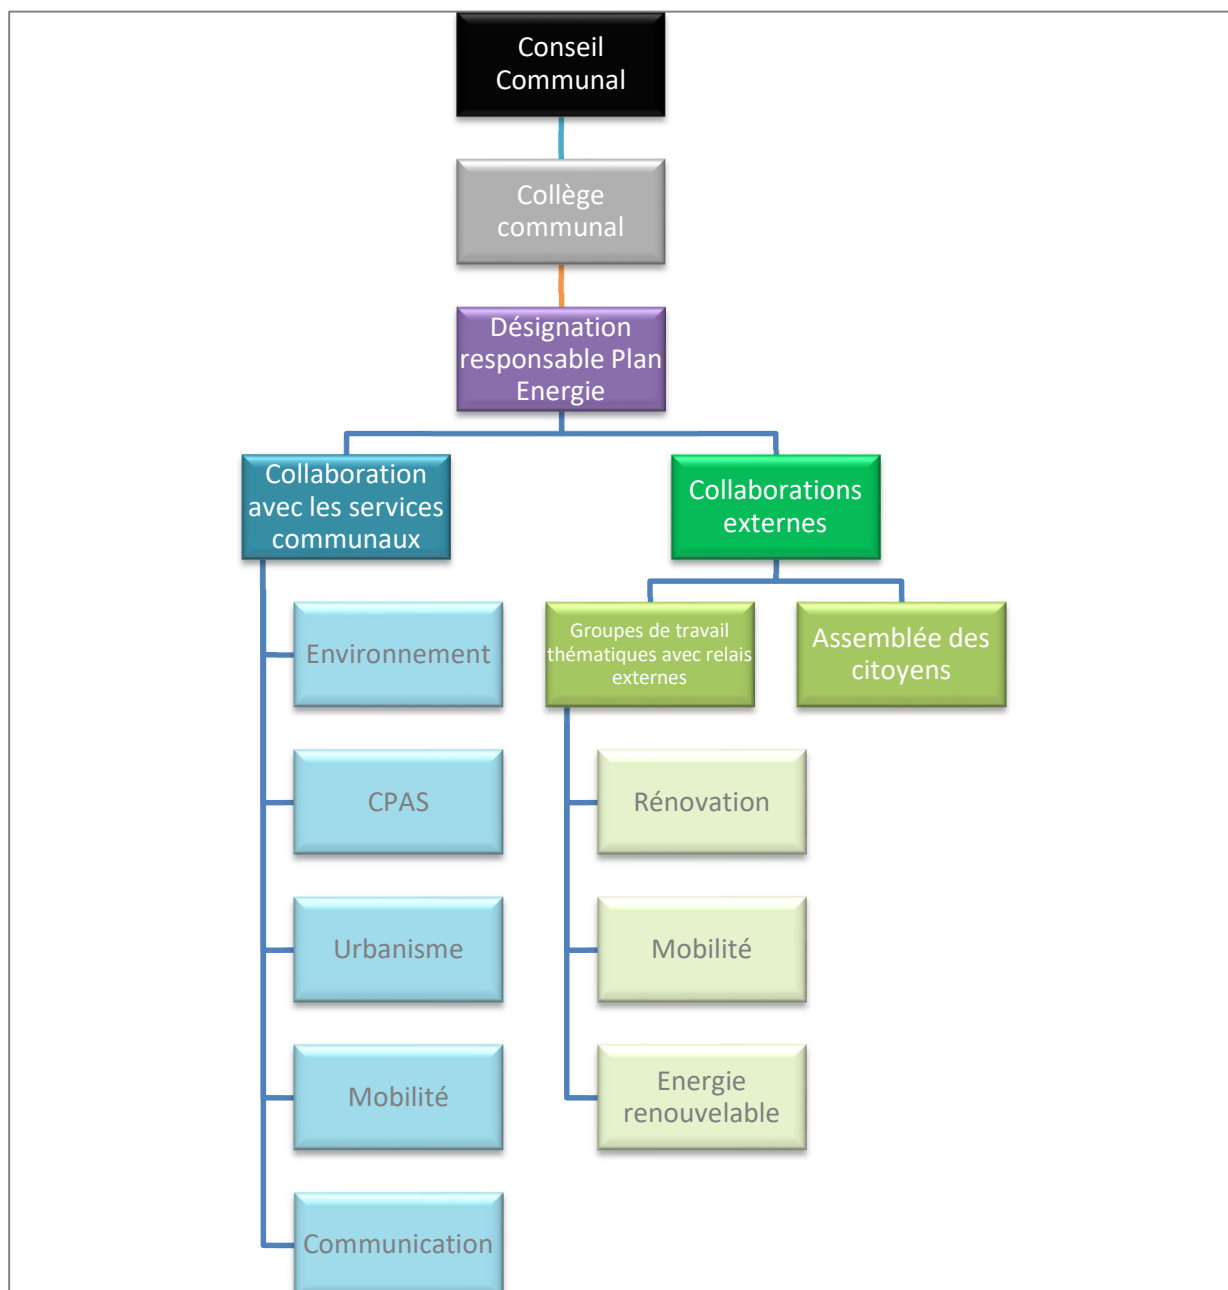 Conseil
Communal
Collège
communal
Désignation
responsable Plan
Energie
Collaboration
avec les services
communaux
Collaborations
externes
Environnement
CPAS
Urbanisme
Mobilité
Communication
Groupes de travail
thématiques avec relais
externes
Assemblée des
citoyens
Rénovation
Mobilité
Energie
renouvelable